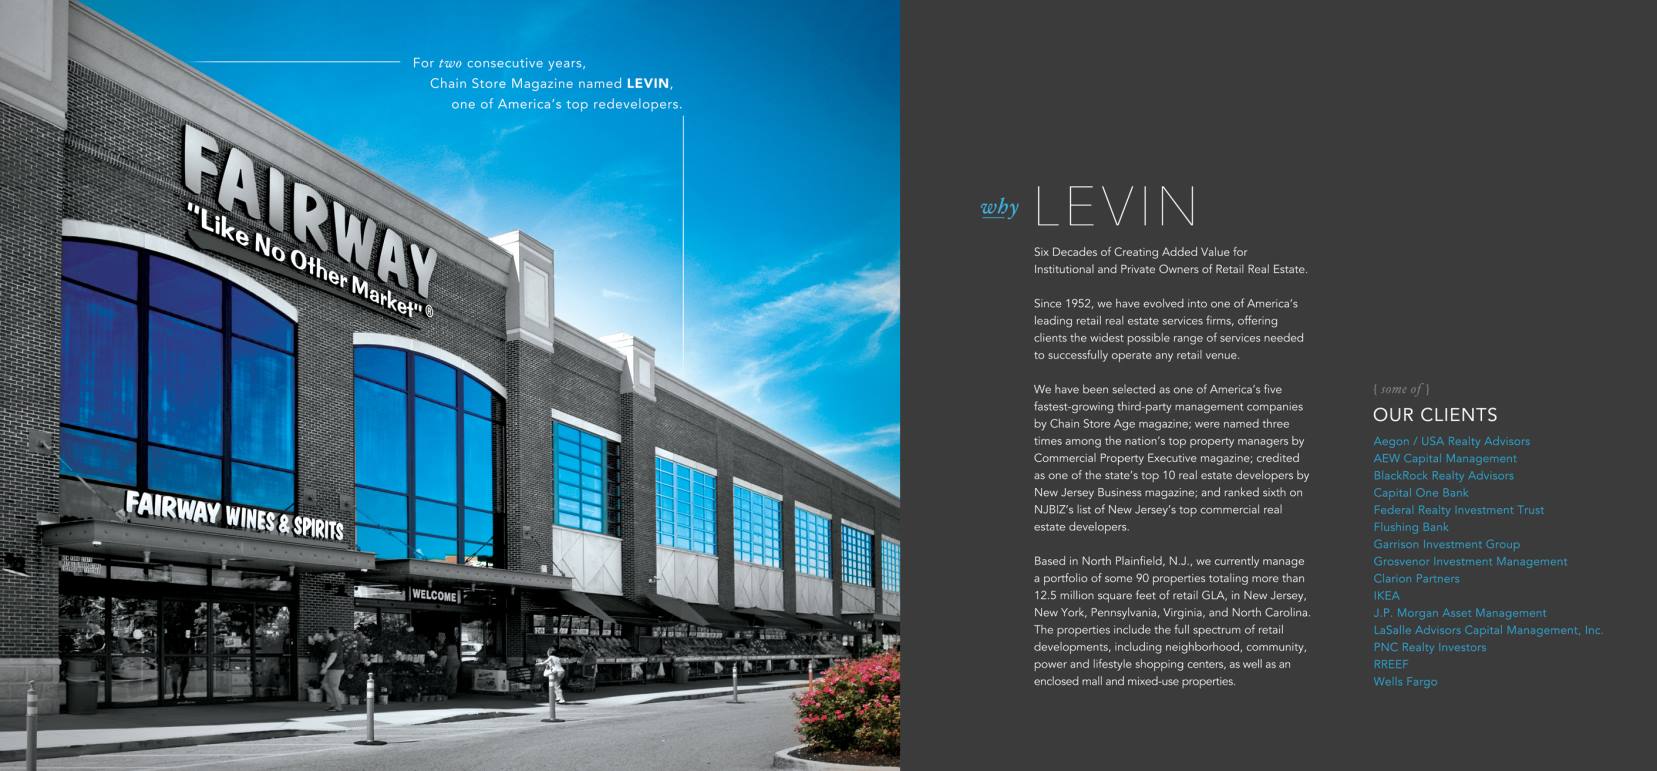 For two consecutive years,
Chain Store Magazine named LEVIN,
one of America's top redevelopers.
FAIRWAY
"Like No Other Market"®
FAIRWAY WINES & SPIRITS
WELCOME
why LEVIN
Six Decades of Creating Added Value for
Institutional and Private Owners of Retail Real Estate.
Since 1952, we have evolved into one of America's
leading retail real estate services firms, offering
clients the widest possible range of services needed
to successfully operate any retail venue.
We have been selected as one of America's five
fastest-growing third-party management companies
by Chain Store Age magazine; were named three
times among the nation's top property managers by
Commercial Property Executive magazine; credited
as one of the state's top 10 real estate developers by
New Jersey Business magazine; and ranked sixth on
NJBIZ's list of New Jersey's top commercial real
estate developers.
Based in North Plainfield, N.J., we currently manage
a portfolio of some 90 properties totaling more than
12.5 million square feet of retail GLA, in New Jersey,
New York, Pennsylvania, Virginia, and North Carolina.
The properties include the full spectrum of retail
developments, including neighborhood, community,
power and lifestyle shopping centers, as well as an
enclosed mall and mixed-use properties.
{ some of }
OUR CLIENTS
Aegon / USA Realty Advisors
AEW Capital Management
BlackRock Realty Advisors
Capital One Bank
Federal Realty Investment Trust
Flushing Bank
Garrison Investment Group
Grosvenor Investment Management
Clarion Partners
IKEA
J.P. Morgan Asset Management
LaSalle Advisors Capital Management, Inc.
PNC Realty Investors
RREEF
Wells Fargo